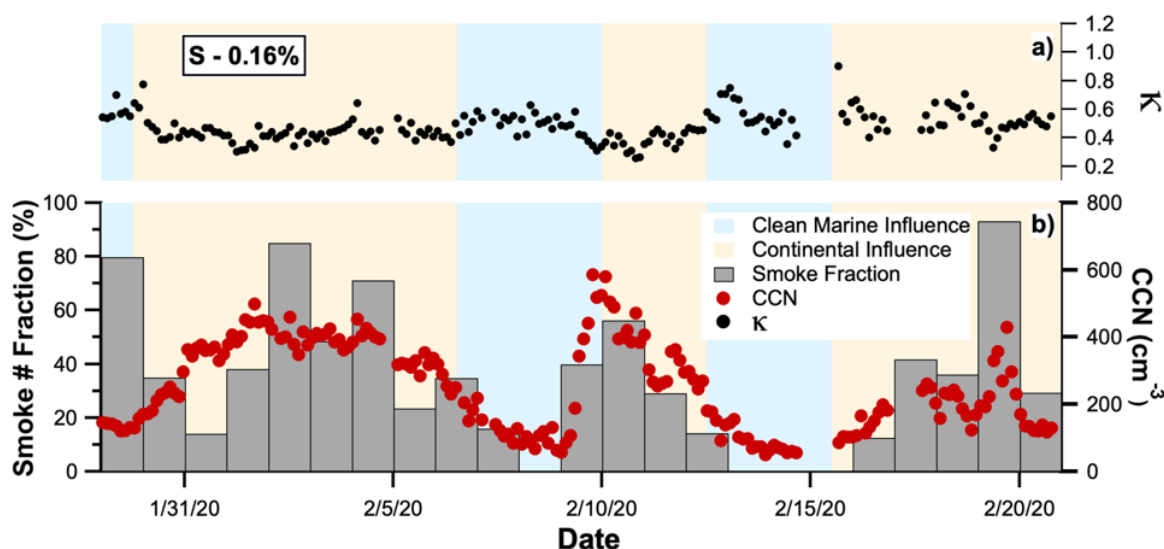 S - 0.16%
a)
1.2
1.0
0.8
0.6
0.4
0.2
κ
100
80
60
40
20
0
Smoke # Fraction (%)
b)
Clean Marine Influence
Continental Influence
Smoke Fraction
CCN
κ
800
600
400
200
0
CCN (cm⁻³)
1/31/20
2/5/20
2/10/20
2/15/20
2/20/20
Date